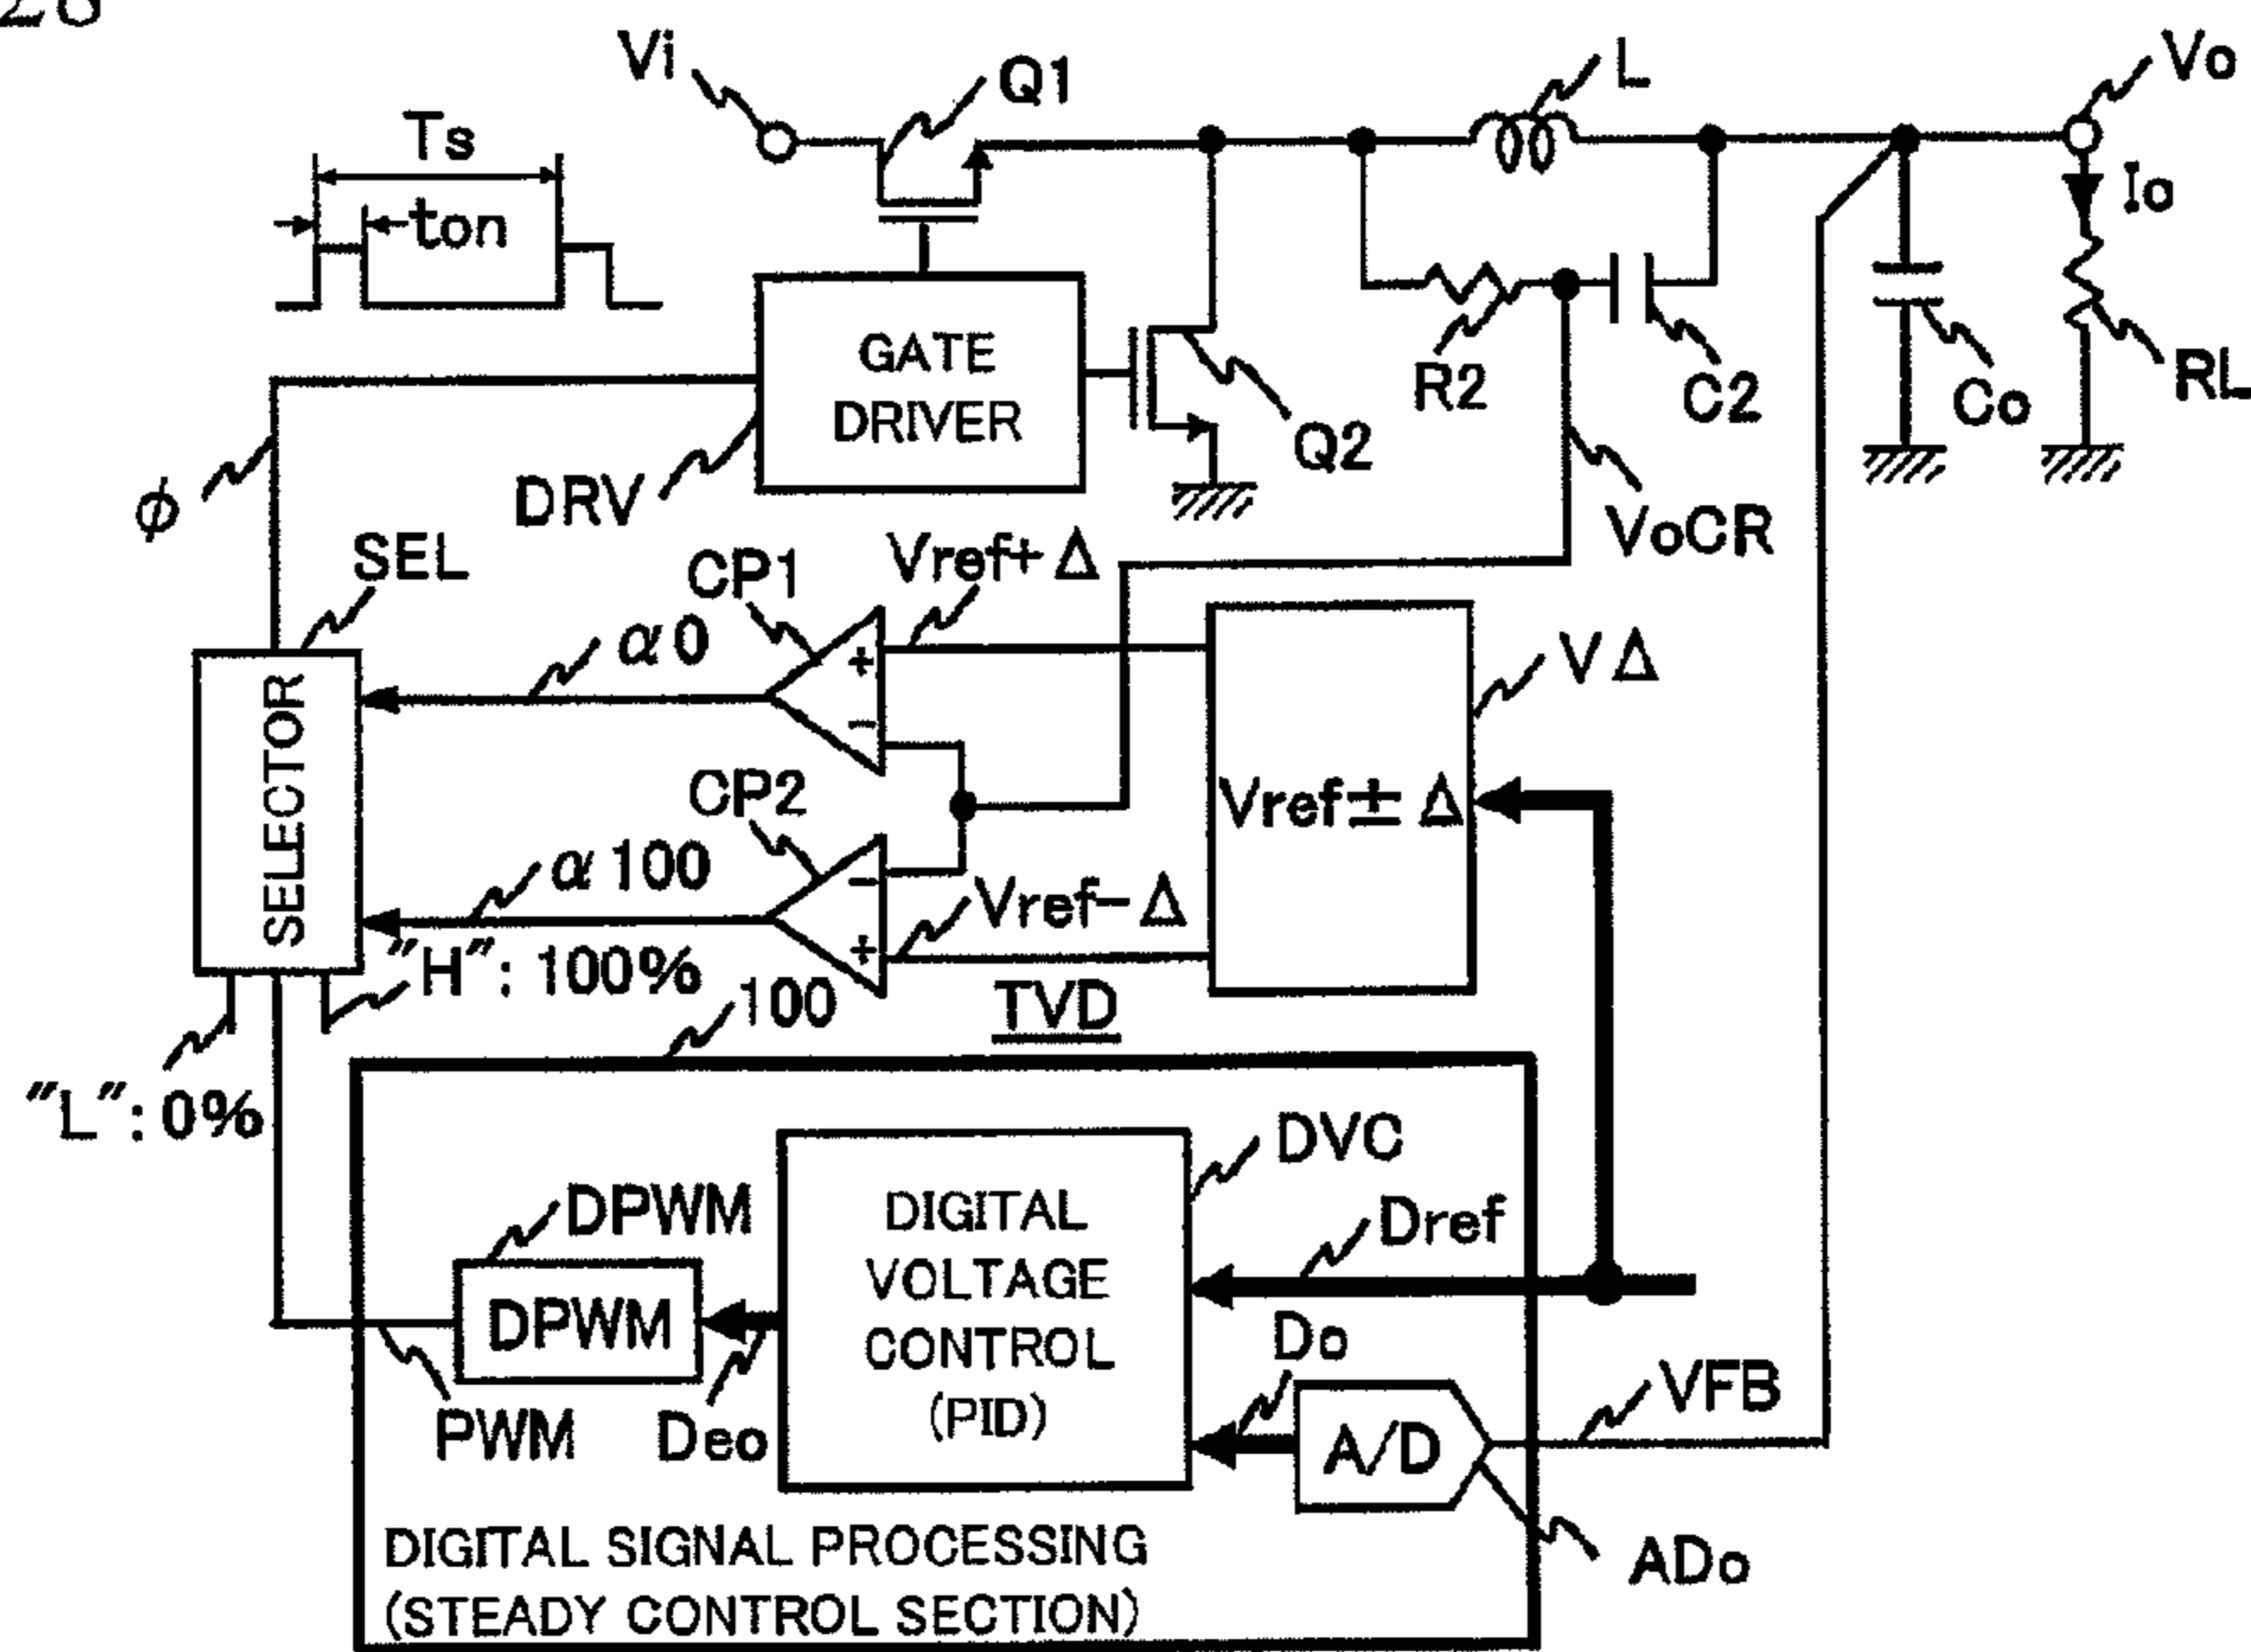 Vi
Q1
L
Vo
Ts
ton
Io
GATE
DRIVER
R2
C2
Co
RL
Q2
DRV
φ
VoCR
SEL
CP1
Vref+Δ
α0
+
−
VΔ
SELECTOR
CP2
Vref±Δ
α100
−
+
Vref−Δ
"H":100%
100
TVD
"L":0%
DVC
DPWM
DIGITAL
VOLTAGE
CONTROL
(PID)
Dref
DPWM
Do
VFB
PWM
Deo
A/D
ADo
DIGITAL SIGNAL PROCESSING
(STEADY CONTROL SECTION)